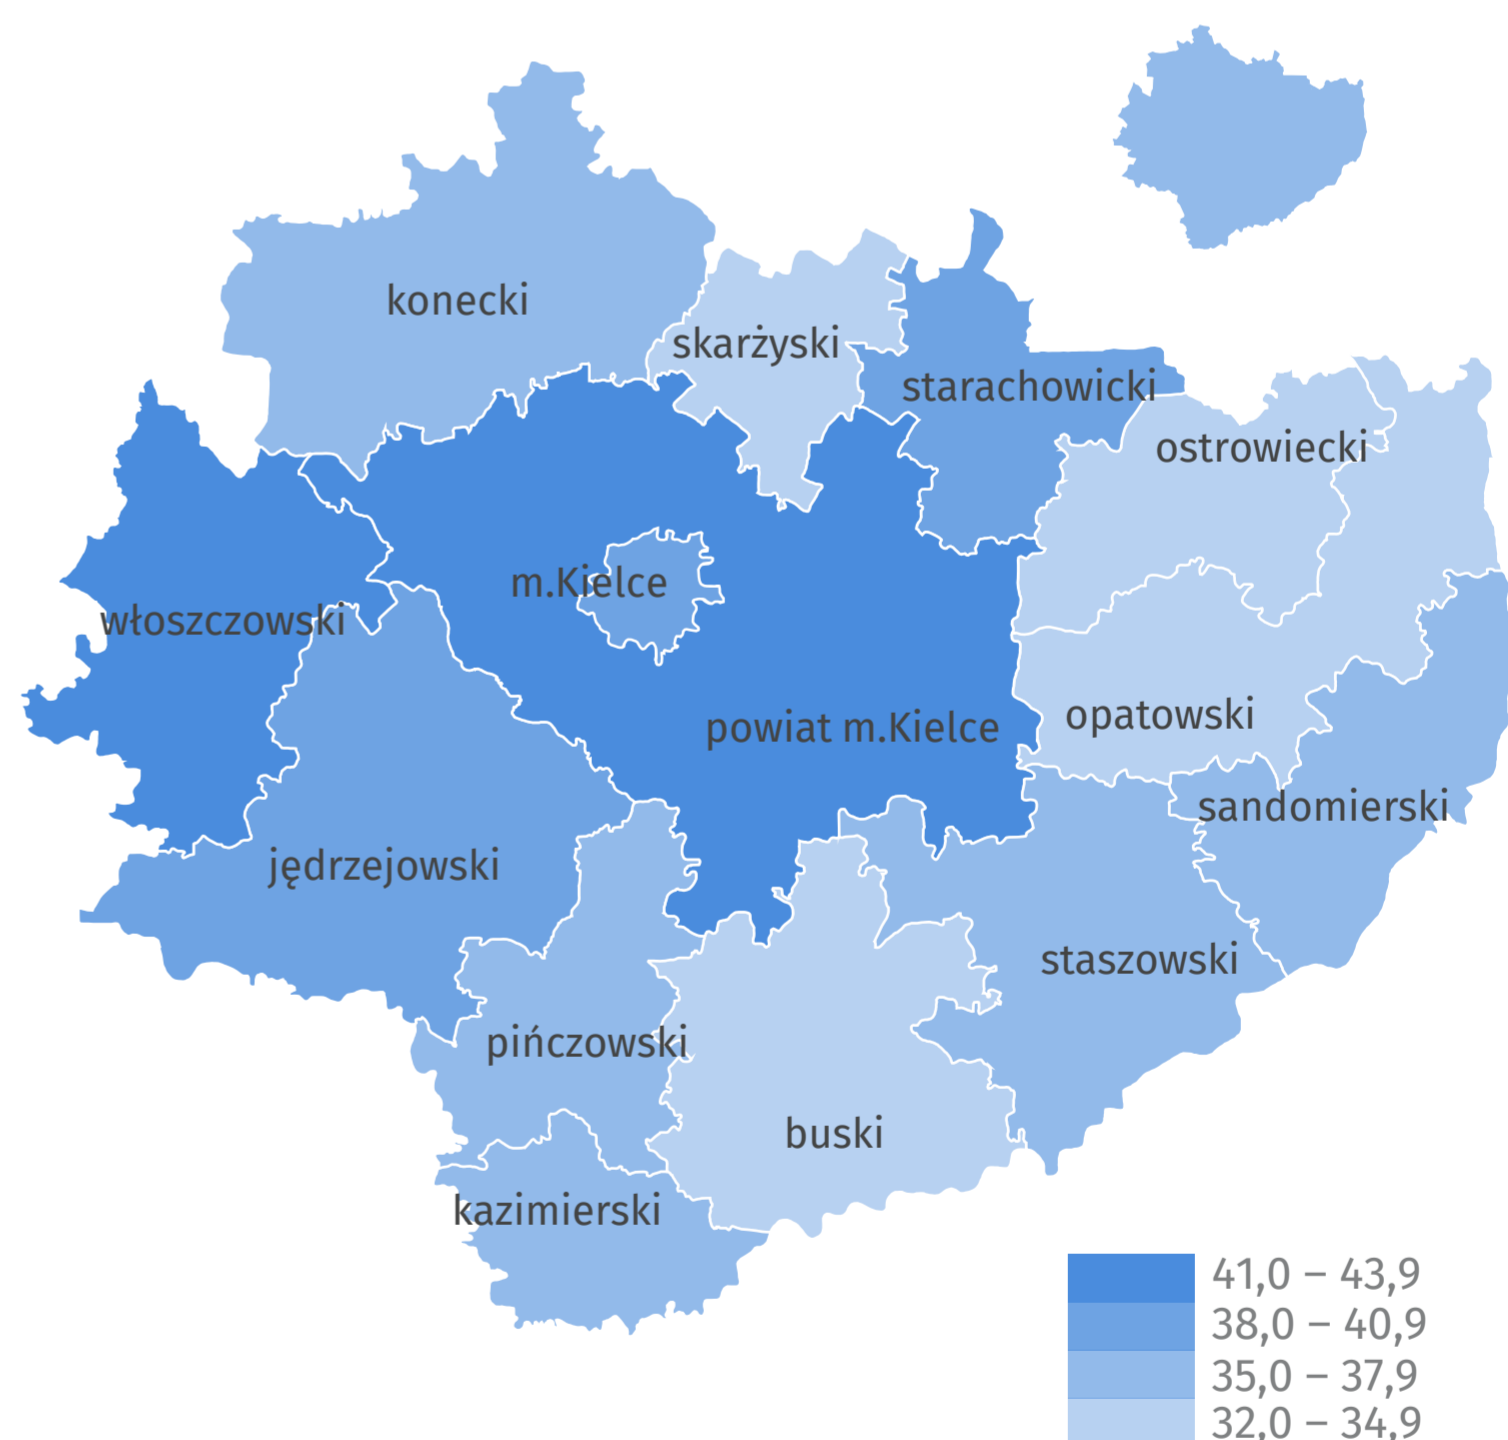 konecki
skarżyski
starachowicki
ostrowiecki
m.Kielce
włoszczowski
opatowski
powiat m.Kielce
sandomierski
jędrzejowski
staszowski
pińczowski
buski
kazimierski
41,0 – 43,9
38,0 – 40,9
35,0 – 37,9
32,0 – 34,9